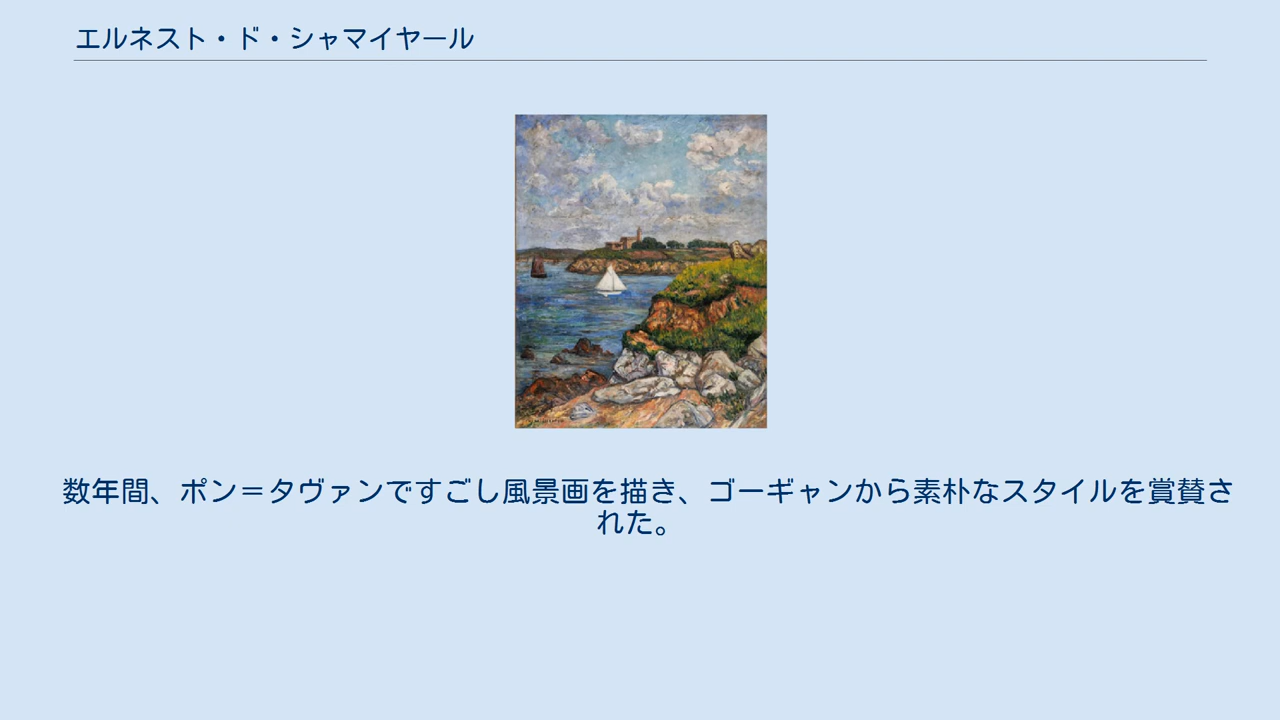 エルネスト・ド・シャマイヤール
数年間、ポン＝タヴァンですごし風景画を描き、ゴーギャンから素朴なスタイルを賞賛さ
れた。